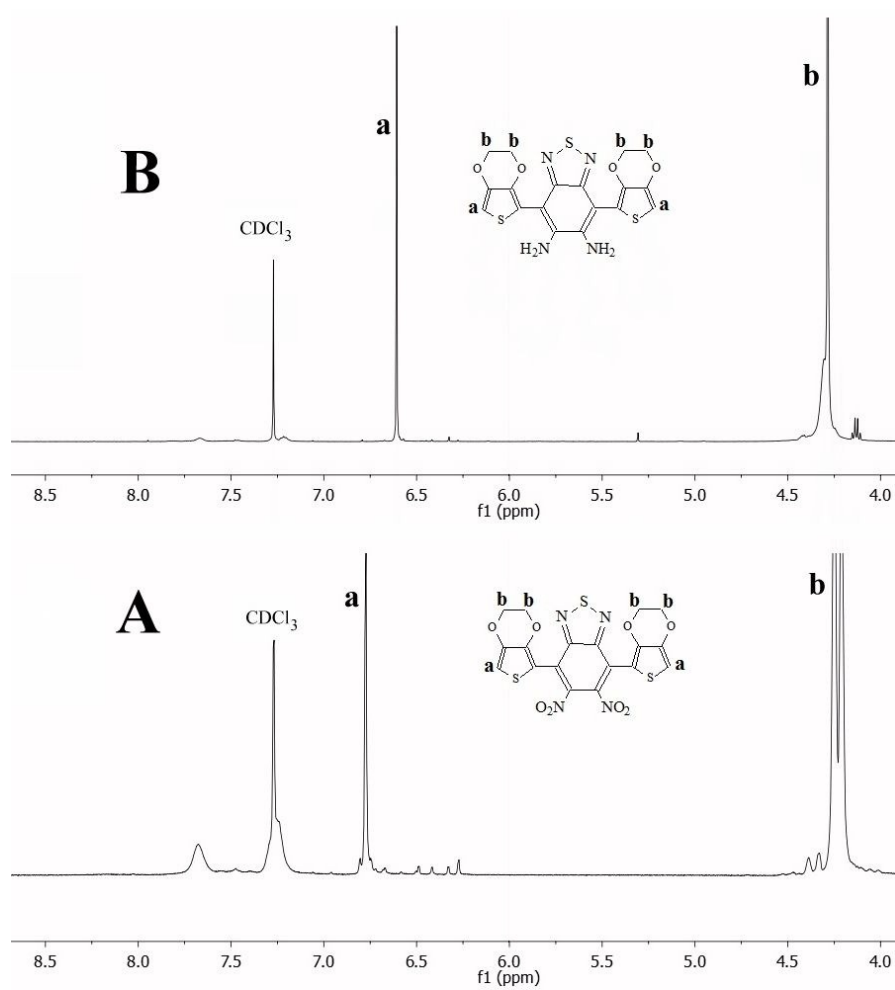 b
a
b b S b b
O O N N O O
a S S a
B
CDCl3
H2N NH2
8.5 8.0 7.5 7.0 6.5 6.0 5.5 5.0 4.5 4.0
f1 (ppm)
a b
b b S b b
A
CDCl3
O O N N O O
a S S a
O2N NO2
8.5 8.0 7.5 7.0 6.5 6.0 5.5 5.0 4.5 4.0
f1 (ppm)